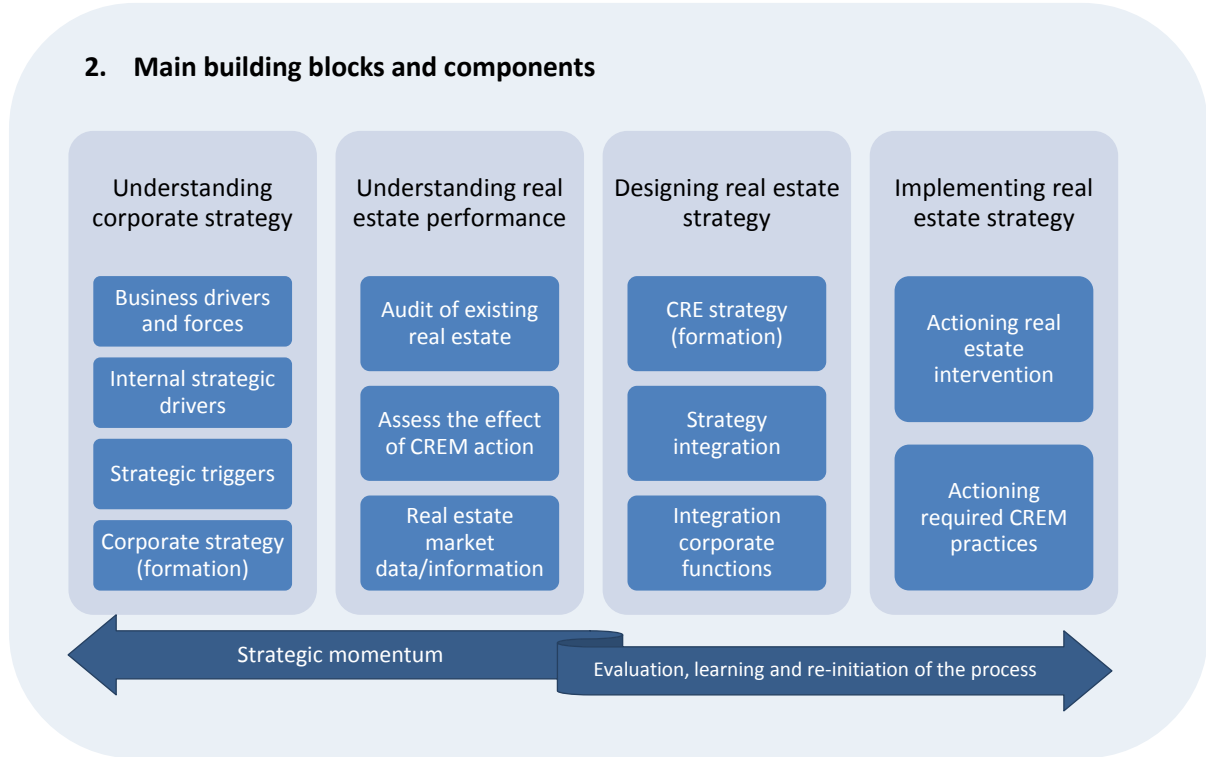 2. Main building blocks and components
Understanding
corporate strategy
Business drivers
and forces
Internal strategic
drivers
Strategic triggers
Corporate strategy
(formation)
Understanding real
estate performance
Audit of existing
real estate
Assess the effect
of CREM action
Real estate
market
data/information
Designing real estate
strategy
CRE strategy
(formation)
Strategy
integration
Integration
corporate
functions
Implementing real
estate strategy
Actioning real
estate
intervention
Actioning
required CREM
practices
Strategic momentum
Evaluation, learning and re-initiation of the process